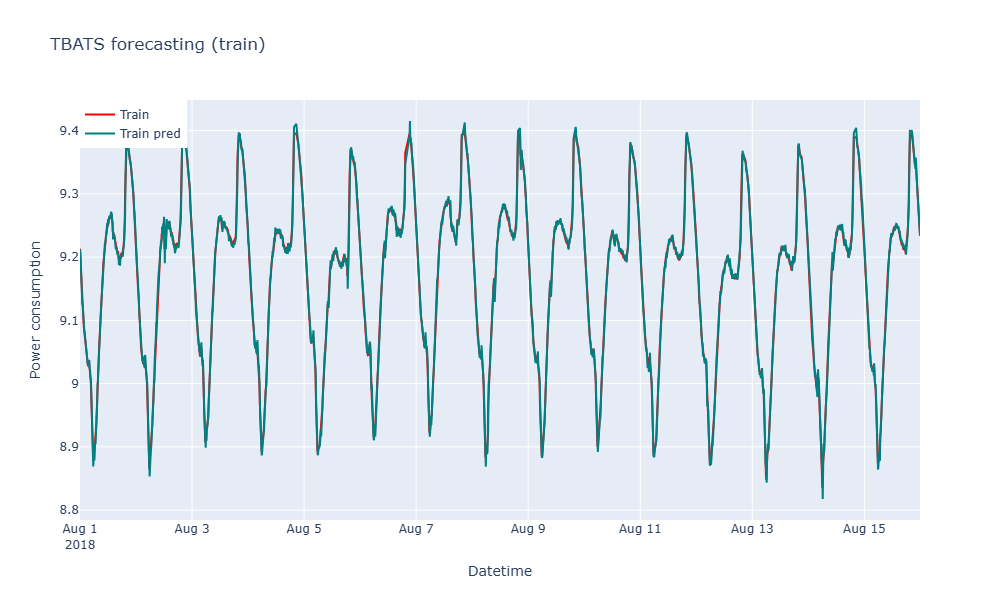 TBATS forecasting (train)
Train
Train pred
9.4
9.3
9.2
9.1
9
8.9
8.8
Power consumption
Aug 1
2018
Aug 3
Aug 5
Aug 7
Aug 9
Aug 11
Aug 13
Aug 15
Datetime